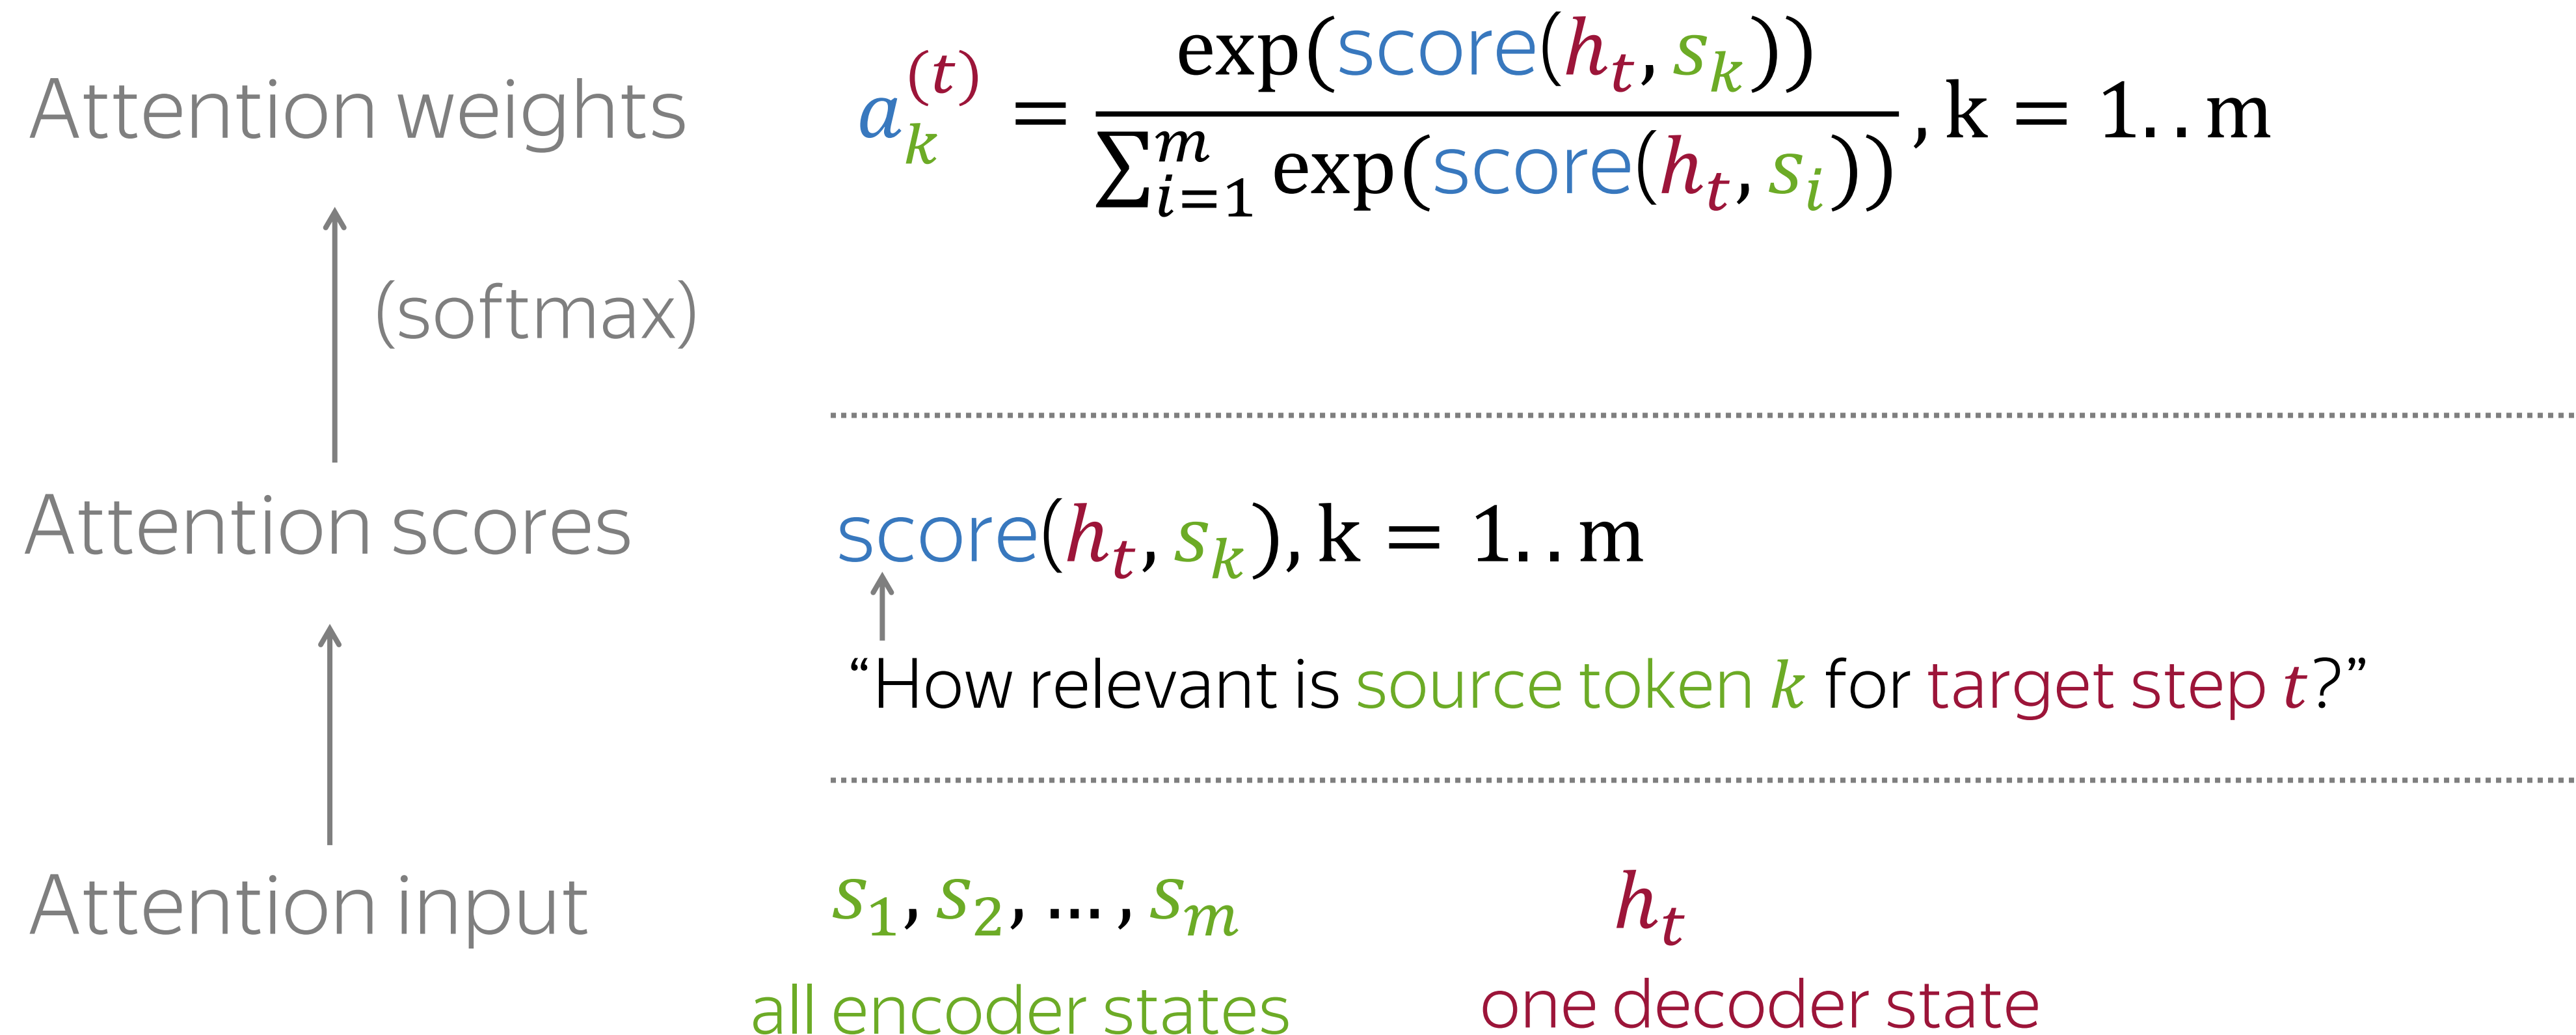 Attention weights
a_k^(t) = exp(score(h_t, s_k)) / ∑_{i=1}^{m} exp(score(h_t, s_i)), k = 1..m
(softmax)
Attention scores
score(h_t, s_k), k = 1..m
“How relevant is source token k for target step t?”
Attention input
s_1, s_2, …, s_m
h_t
all encoder states
one decoder state